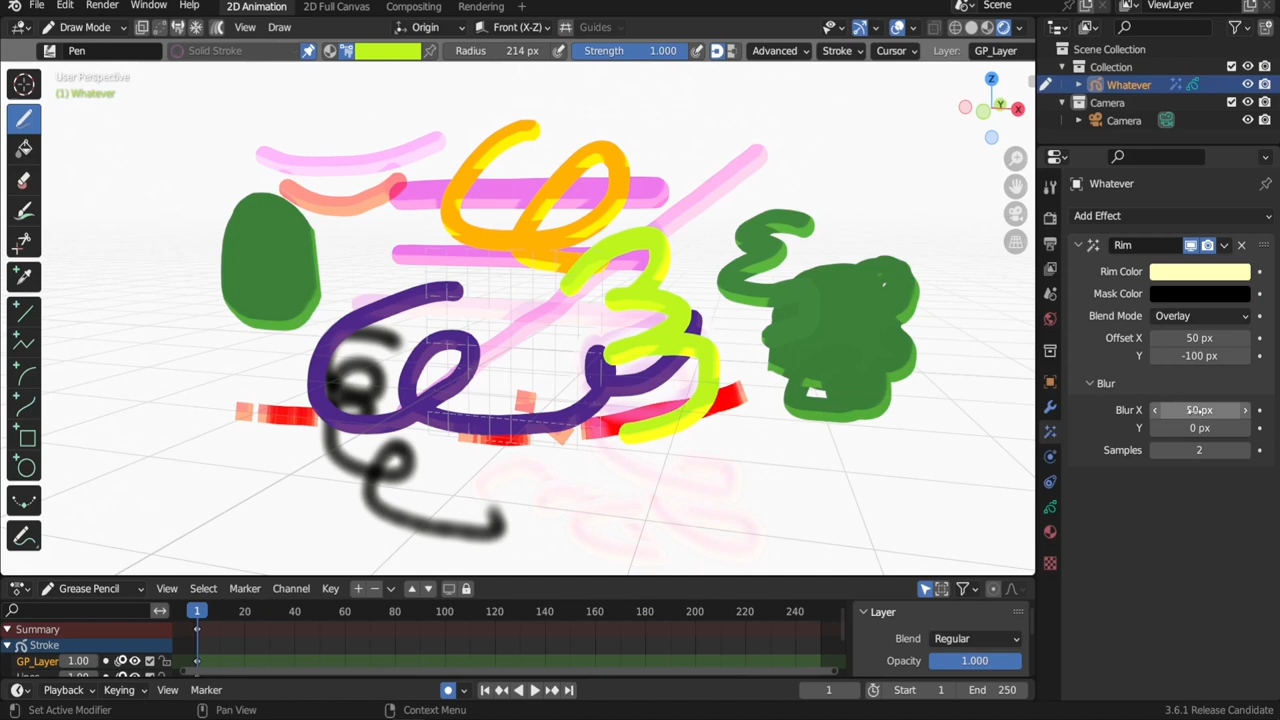 File Edit Render Window Help 2D Animation 2D Full Canvas Compositing Rendering Scene ViewLayer
Draw Mode View Draw Origin Front (X-Z) Guides
Pen Solid Stroke Radius 214 px Strength 1.000 Advanced Stroke Cursor Layer: GP_Layer
User Perspective
(1) Whatever
Z
Y
X
Scene Collection
Collection
Whatever
Camera
Camera
Whatever
Add Effect
Rim
Rim Color
Mask Color
Blend Mode Overlay
Offset X 50 px
Y -100 px
Blur
Blur X 50 px
Y 0 px
Samples 2
Grease Pencil View Select Marker Channel Key
1 20 40 60 80 100 120 140 160 180 200 220 240
Summary
Stroke
GP_Layer 1.00
Layer
Blend Regular
Opacity 1.000
Playback Keying View Marker 1 Start 1 End 250
Set Active Modifier Pan View Context Menu 3.6.1 Release Candidate